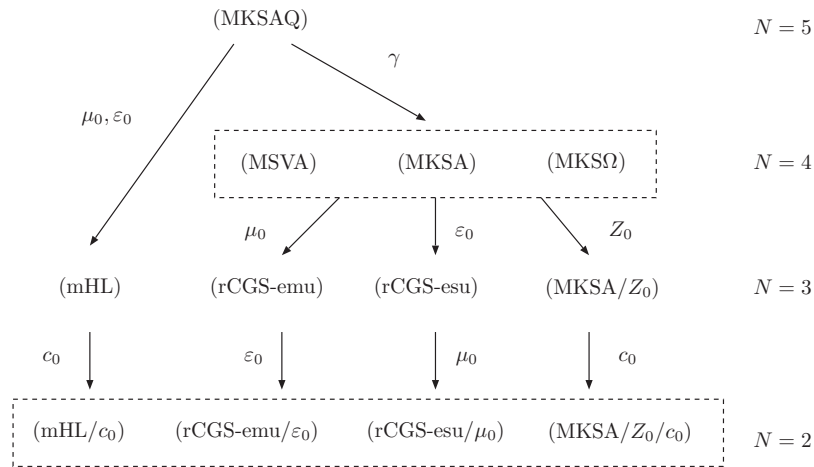 (MKSAQ) N = 5
γ
μ₀, ε₀
(MSVA) (MKSA) (MKSΩ) N = 4
μ₀ ε₀ Z₀
(mHL) (rCGS-emu) (rCGS-esu) (MKSA/Z₀) N = 3
c₀ ε₀ μ₀ c₀
(mHL/c₀) (rCGS-emu/ε₀) (rCGS-esu/μ₀) (MKSA/Z₀/c₀) N = 2